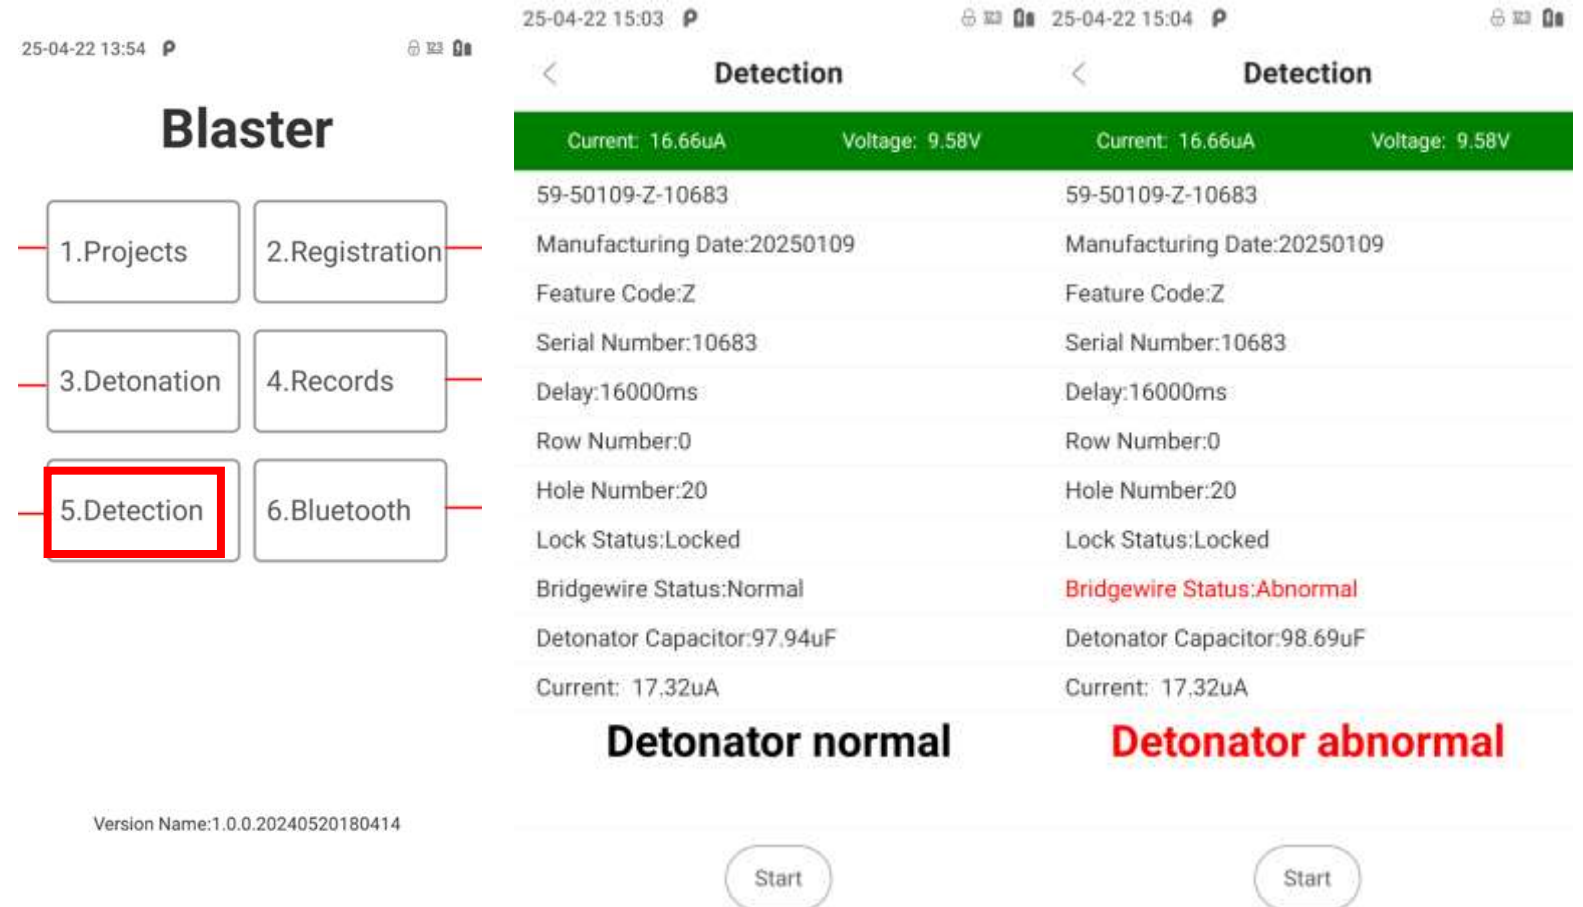 25-04-22 13:54
Blaster
1.Projects
2.Registration
3.Detonation
4.Records
5.Detection
6.Bluetooth
Version Name:1.0.0.20240520180414
25-04-22 15:03
Detection
Current: 16.66uA Voltage: 9.58V
59-50109-Z-10683
Manufacturing Date:20250109
Feature Code:Z
Serial Number:10683
Delay:16000ms
Row Number:0
Hole Number:20
Lock Status:Locked
Bridgewire Status:Normal
Detonator Capacitor:97.94uF
Current: 17.32uA
Detonator normal
Start
25-04-22 15:04
Detection
Current: 16.66uA Voltage: 9.58V
59-50109-Z-10683
Manufacturing Date:20250109
Feature Code:Z
Serial Number:10683
Delay:16000ms
Row Number:0
Hole Number:20
Lock Status:Locked
Bridgewire Status:Abnormal
Detonator Capacitor:98.69uF
Current: 17.32uA
Detonator abnormal
Start